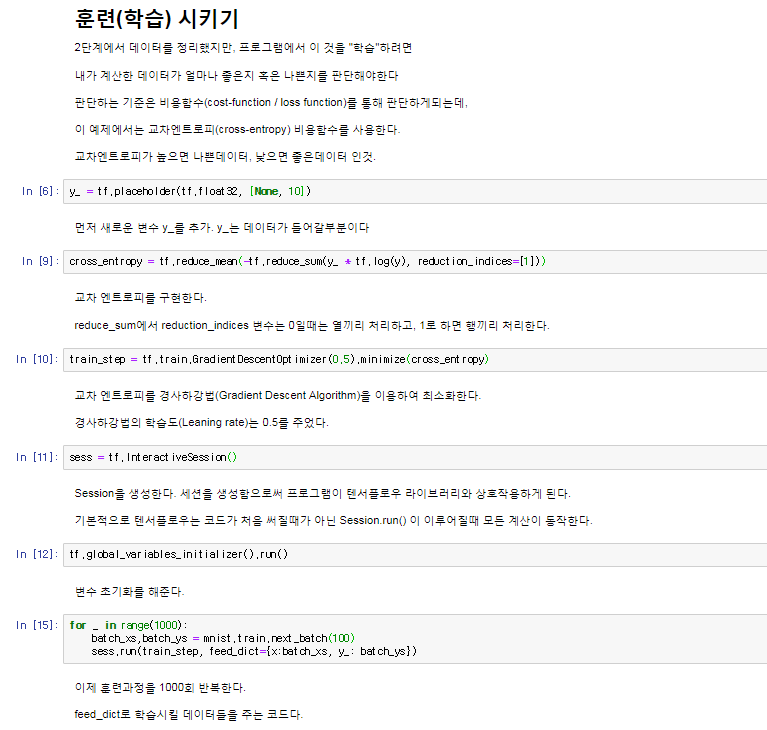 훈련(학습) 시키기
2단계에서 데이터를 정리했지만, 프로그램에서 이 것을 "학습"하려면
내가 계산한 데이터가 얼마나 좋은지 혹은 나쁜지를 판단해야한다
판단하는 기준은 비용함수(cost-function / loss function)를 통해 판단하게되는데,
이 예제에서는 교차엔트로피(cross-entropy) 비용함수를 사용한다.
교차엔트로피가 높으면 나쁜데이터, 낮으면 좋은데이터 인것.
In [6]: y_ = tf.placeholder(tf.float32, [None, 10])
먼저 새로운 변수 y_를 추가. y_는 데이터가 들어갈부분이다
In [9]: cross_entropy = tf.reduce_mean(-tf.reduce_sum(y_ * tf.log(y), reduction_indices=[1]))
교차 엔트로피를 구현한다.
reduce_sum에서 reduction_indices 변수는 0일때는 열끼리 처리하고, 1로 하면 행끼리 처리한다.
In [10]: train_step = tf.train.GradientDescentOptimizer(0.5).minimize(cross_entropy)
교차 엔트로피를 경사하강법(Gradient Descent Algorithm)을 이용하여 최소화한다.
경사하강법의 학습도(Leaning rate)는 0.5를 주었다.
In [11]: sess = tf.InteractiveSession()
Session을 생성한다. 세션을 생성함으로써 프로그램이 텐서플로우 라이브러리와 상호작용하게 된다.
기본적으로 텐서플로우는 코드가 처음 써질때가 아닌 Session.run() 이 이루어질때 모든 계산이 동작한다.
In [12]: tf.global_variables_initializer().run()
변수 초기화를 해준다.
In [15]: for _ in range(1000):
batch_xs,batch_ys = mnist.train.next_batch(100)
sess.run(train_step, feed_dict={x:batch_xs, y_: batch_ys})
이제 훈련과정을 1000회 반복한다.
feed_dict로 학습시킬 데이터들을 주는 코드다.